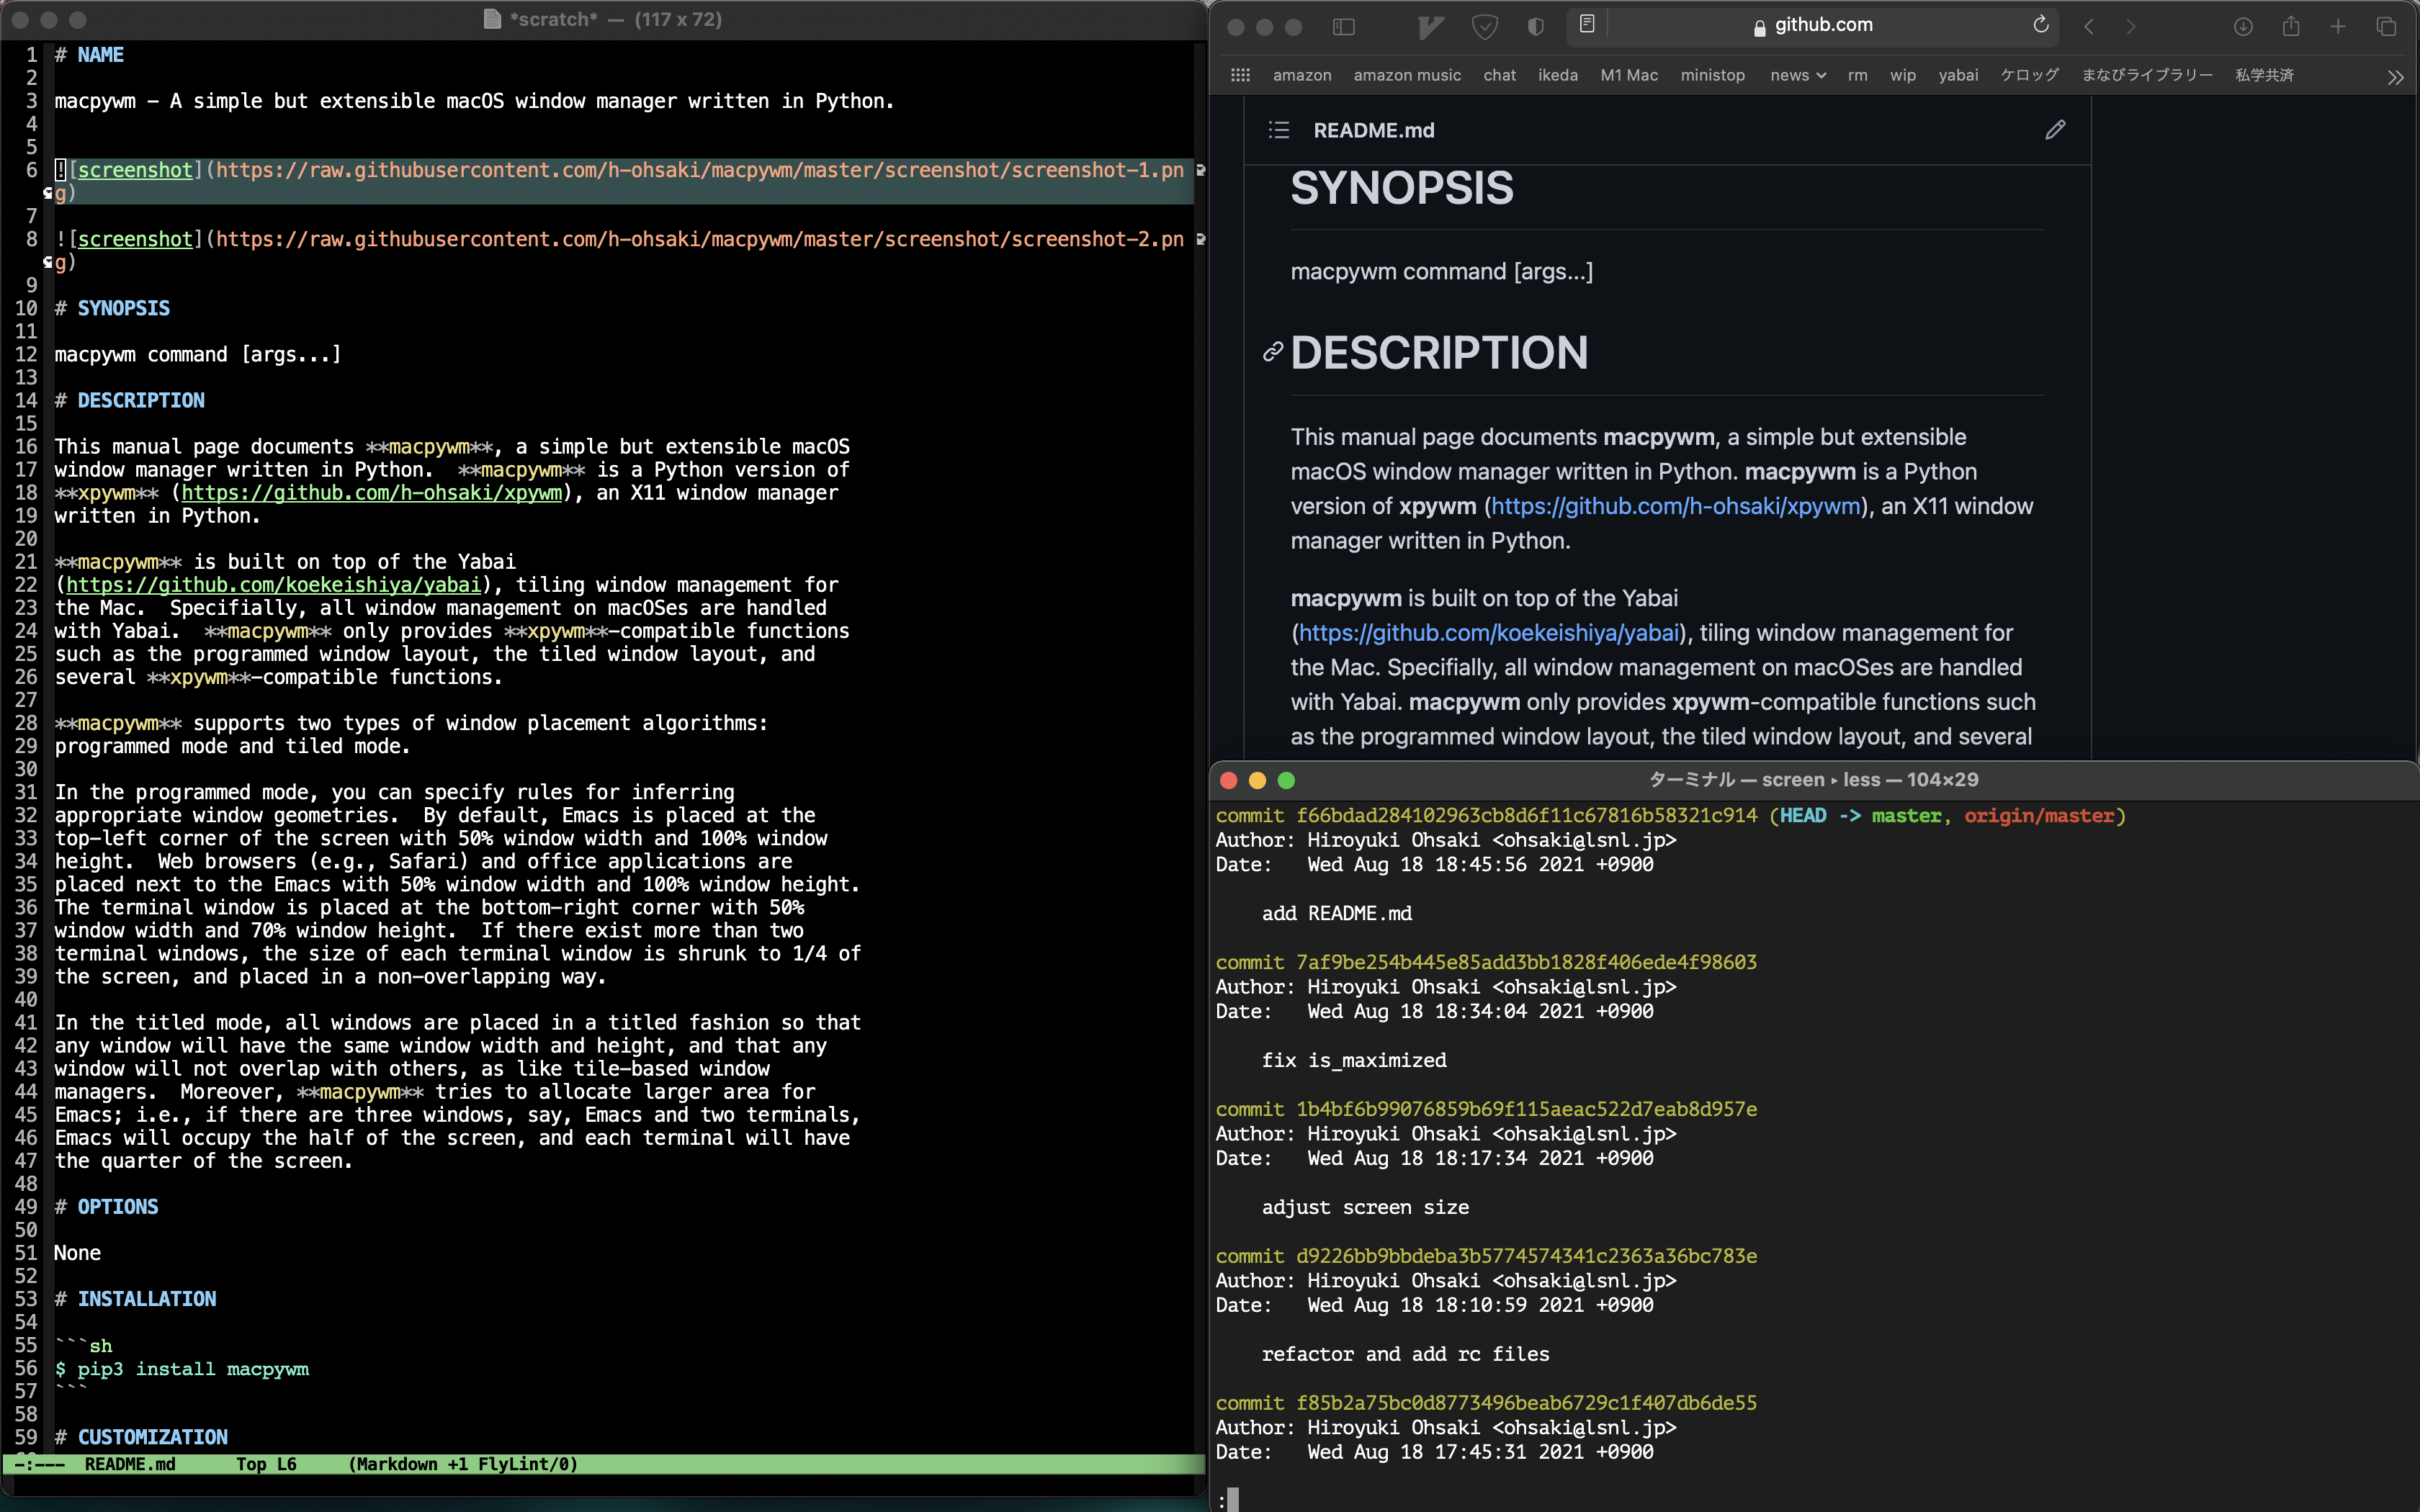 *scratch* — (117 x 72)
1 # NAME
2
3 macpywm - A simple but extensible macOS window manager written in Python.
4
5
6 ![screenshot](https://raw.githubusercontent.com/h-ohsaki/macpywm/master/screenshot/screenshot-1.pn
g)
7
8 ![screenshot](https://raw.githubusercontent.com/h-ohsaki/macpywm/master/screenshot/screenshot-2.pn
g)
9
10 # SYNOPSIS
11
12 macpywm command [args...]
13
14 # DESCRIPTION
15
16 This manual page documents **macpywm**, a simple but extensible macOS
17 window manager written in Python.  **macpywm** is a Python version of
18 **xpywm** (https://github.com/h-ohsaki/xpywm), an X11 window manager
19 written in Python.
20
21 **macpywm** is built on top of the Yabai
22 (https://github.com/koekeishiya/yabai), tiling window management for
23 the Mac.  Specifially, all window management on macOSes are handled
24 with Yabai.  **macpywm** only provides **xpywm**-compatible functions
25 such as the programmed window layout, the tiled window layout, and
26 several **xpywm**-compatible functions.
27
28 **macpywm** supports two types of window placement algorithms:
29 programmed mode and tiled mode.
30
31 In the programmed mode, you can specify rules for inferring
32 appropriate window geometries.  By default, Emacs is placed at the
33 top-left corner of the screen with 50% window width and 100% window
34 height.  Web browsers (e.g., Safari) and office applications are
35 placed next to the Emacs with 50% window width and 100% window height.
36 The terminal window is placed at the bottom-right corner with 50%
37 window width and 70% window height.  If there exist more than two
38 terminal windows, the size of each terminal window is shrunk to 1/4 of
39 the screen, and placed in a non-overlapping way.
40
41 In the titled mode, all windows are placed in a titled fashion so that
42 any window will have the same window width and height, and that any
43 window will not overlap with others, as like tile-based window
44 managers.  Moreover, **macpywm** tries to allocate larger area for
45 Emacs; i.e., if there are three windows, say, Emacs and two terminals,
46 Emacs will occupy the half of the screen, and each terminal will have
47 the quarter of the screen.
48
49 # OPTIONS
50
51 None
52
53 # INSTALLATION
54
55 ```sh
56 $ pip3 install macpywm
57 ```
58
59 # CUSTOMIZATION
-:---  README.md      Top L6     (Markdown +1 FlyLint/0)
github.com
amazon amazon music chat ikeda M1 Mac ministop news rm wip yabai ケロッグ まなびライブラリー 私学共済
README.md
SYNOPSIS
macpywm command [args...]
DESCRIPTION
This manual page documents macpywm, a simple but extensible
macOS window manager written in Python. macpywm is a Python
version of xpywm (https://github.com/h-ohsaki/xpywm), an X11 window
manager written in Python.
macpywm is built on top of the Yabai
(https://github.com/koekeishiya/yabai), tiling window management for
the Mac. Specifially, all window management on macOSes are handled
with Yabai. macpywm only provides xpywm-compatible functions such
as the programmed window layout, the tiled window layout, and several
ターミナル — screen ▸ less — 104×29
commit f66bdad284102963cb8d6f11c67816b58321c914 (HEAD -> master, origin/master)
Author: Hiroyuki Ohsaki <ohsaki@lsnl.jp>
Date:   Wed Aug 18 18:45:56 2021 +0900
add README.md
commit 7af9be254b445e85add3bb1828f406ede4f98603
Author: Hiroyuki Ohsaki <ohsaki@lsnl.jp>
Date:   Wed Aug 18 18:34:04 2021 +0900
fix is_maximized
commit 1b4bf6b99076859b69f115aeac522d7eab8d957e
Author: Hiroyuki Ohsaki <ohsaki@lsnl.jp>
Date:   Wed Aug 18 18:17:34 2021 +0900
adjust screen size
commit d9226bb9bbdeba3b5774574341c2363a36bc783e
Author: Hiroyuki Ohsaki <ohsaki@lsnl.jp>
Date:   Wed Aug 18 18:10:59 2021 +0900
refactor and add rc files
commit f85b2a75bc0d8773496beab6729c1f407db6de55
Author: Hiroyuki Ohsaki <ohsaki@lsnl.jp>
Date:   Wed Aug 18 17:45:31 2021 +0900
: